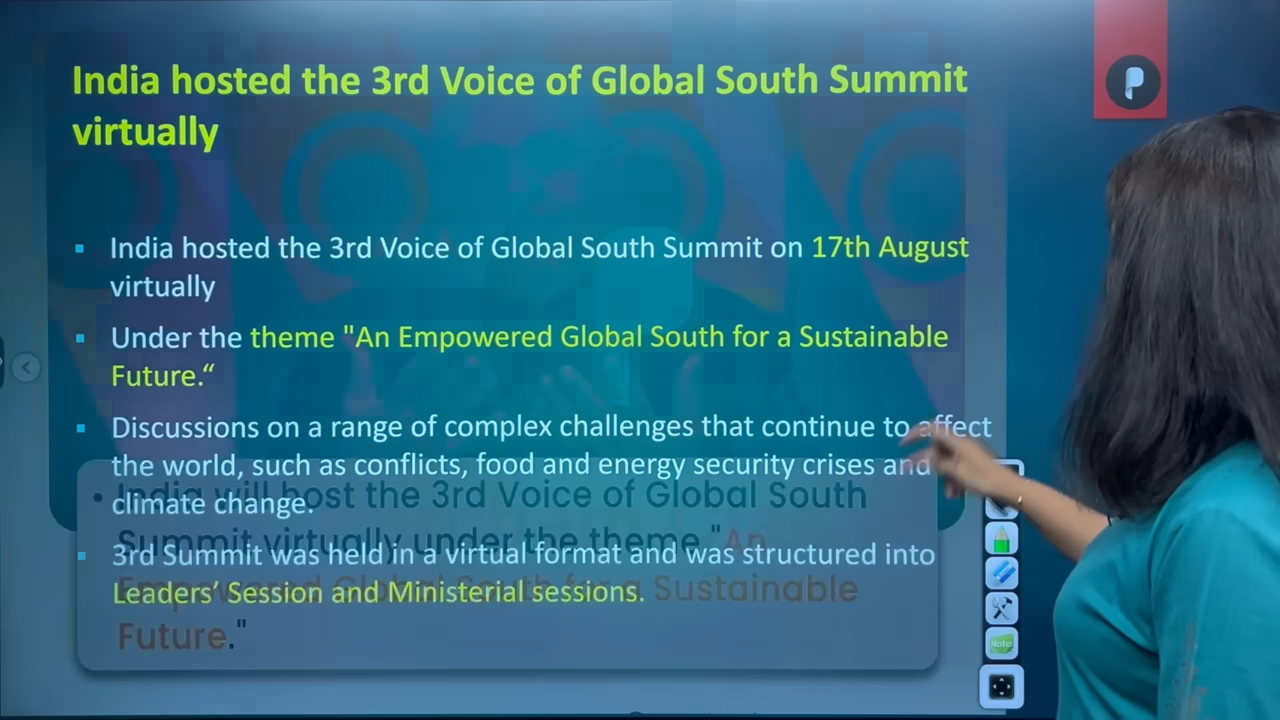 India hosted the 3rd Voice of Global South Summit
virtually
India hosted the 3rd Voice of Global South Summit on 17th August
virtually
Under the theme "An Empowered Global South for a Sustainable
Future.“
Discussions on a range of complex challenges that continue to affect
the world, such as conflicts, food and energy security crises and
climate change.
3rd Summit was held in a virtual format and was structured into
Leaders’ Session and Ministerial sessions.
India will host the 3rd Voice of Global South
Summit virtually under the theme "An
Empowered Global South for a Sustainable
Future."
Note